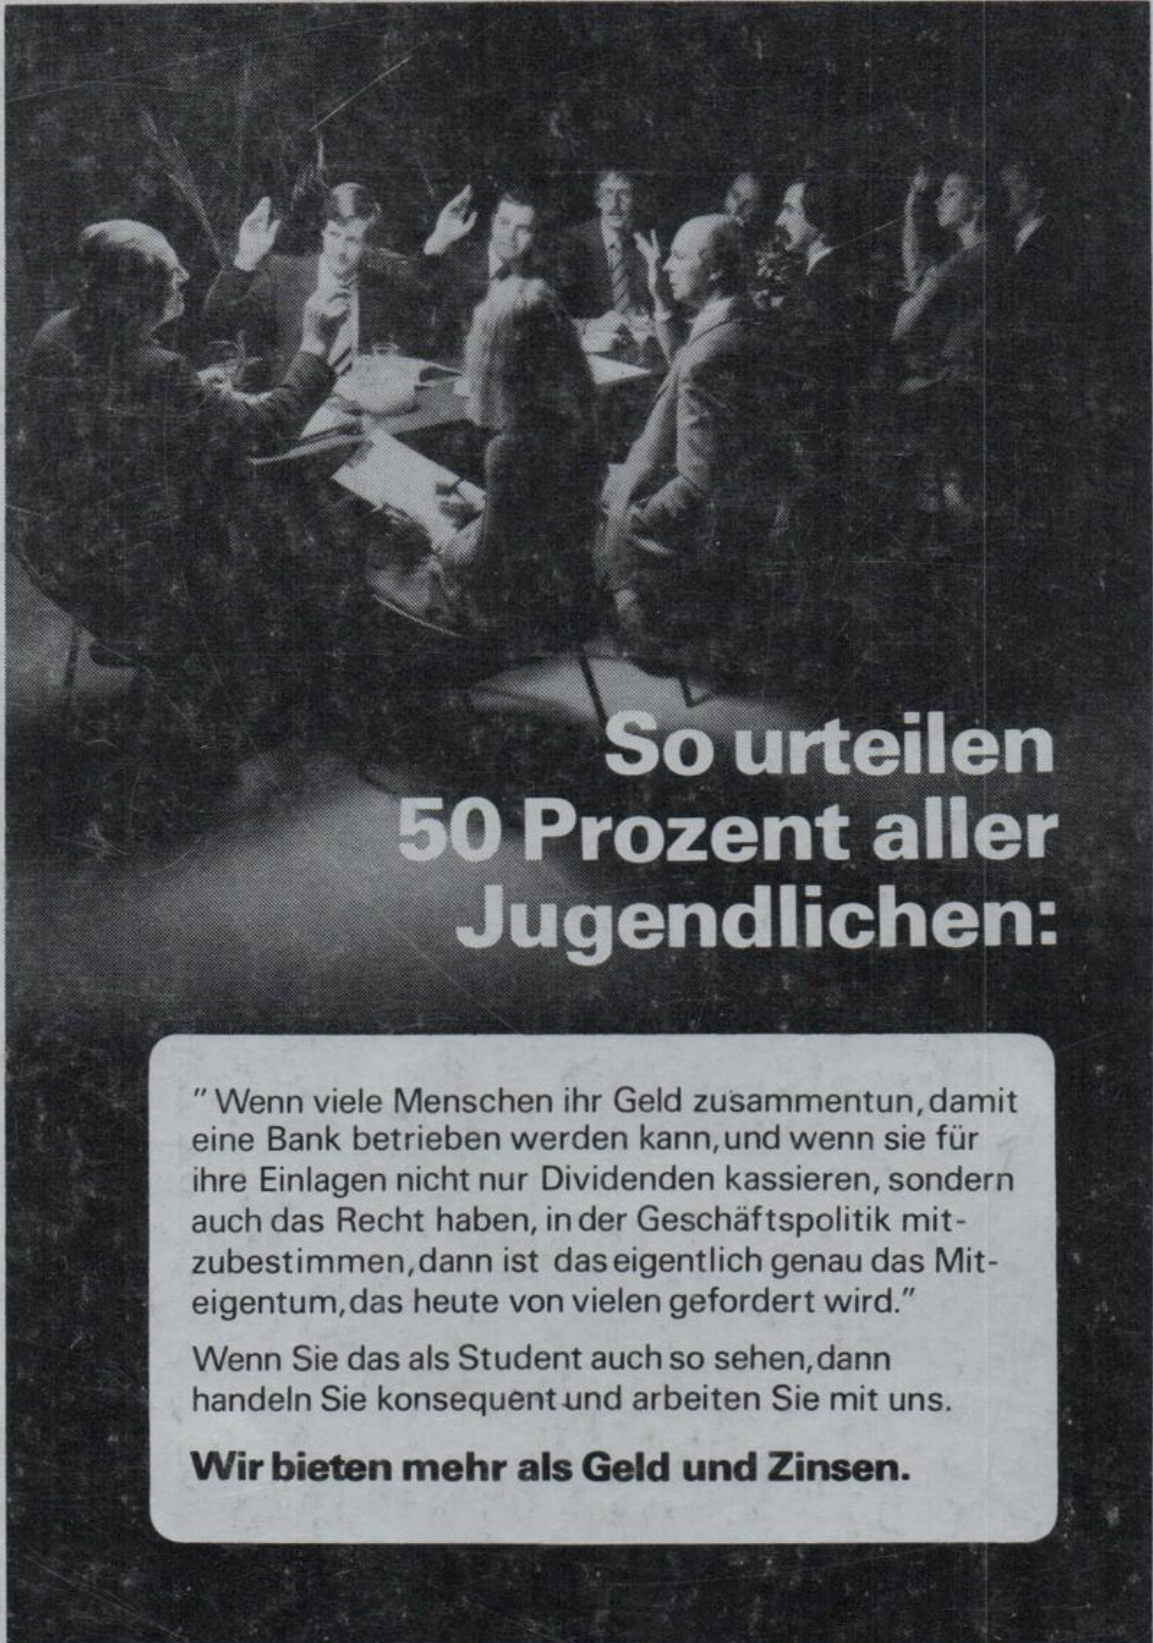 So urteilen
50 Prozent aller
Jugendlichen:
" Wenn viele Menschen ihr Geld zusammentun, damit
eine Bank betrieben werden kann, und wenn sie für
ihre Einlagen nicht nur Dividenden kassieren, sondern
auch das Recht haben, in der Geschäftspolitik mit-
zubestimmen, dann ist das eigentlich genau das Mit-
eigentum, das heute von vielen gefordert wird."
Wenn Sie das als Student auch so sehen, dann
handeln Sie konsequent und arbeiten Sie mit uns.
Wir bieten mehr als Geld und Zinsen.